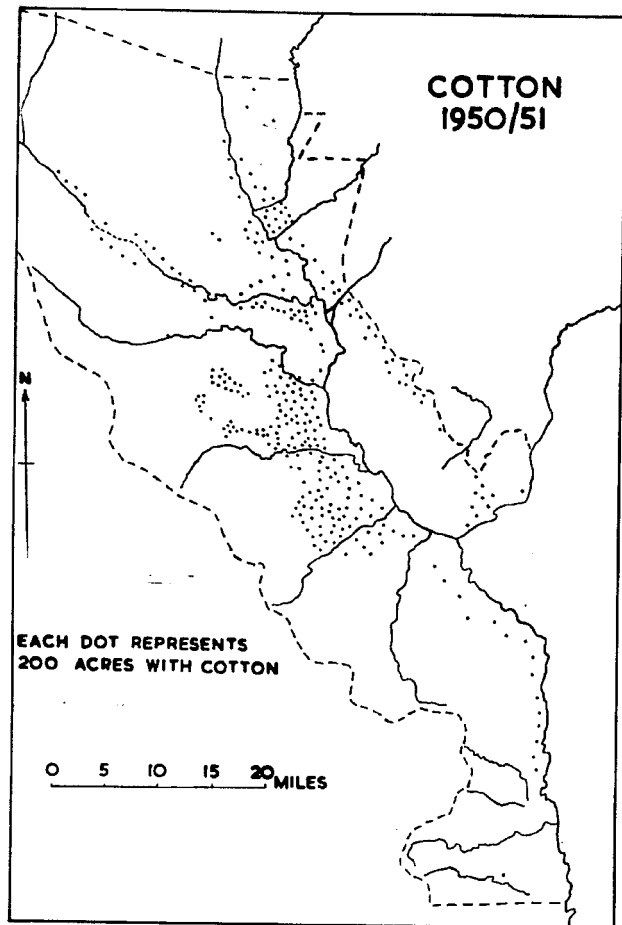 COTTON
1950/51
N
EACH DOT REPRESENTS
200 ACRES WITH COTTON
0 5 10 15 20 MILES